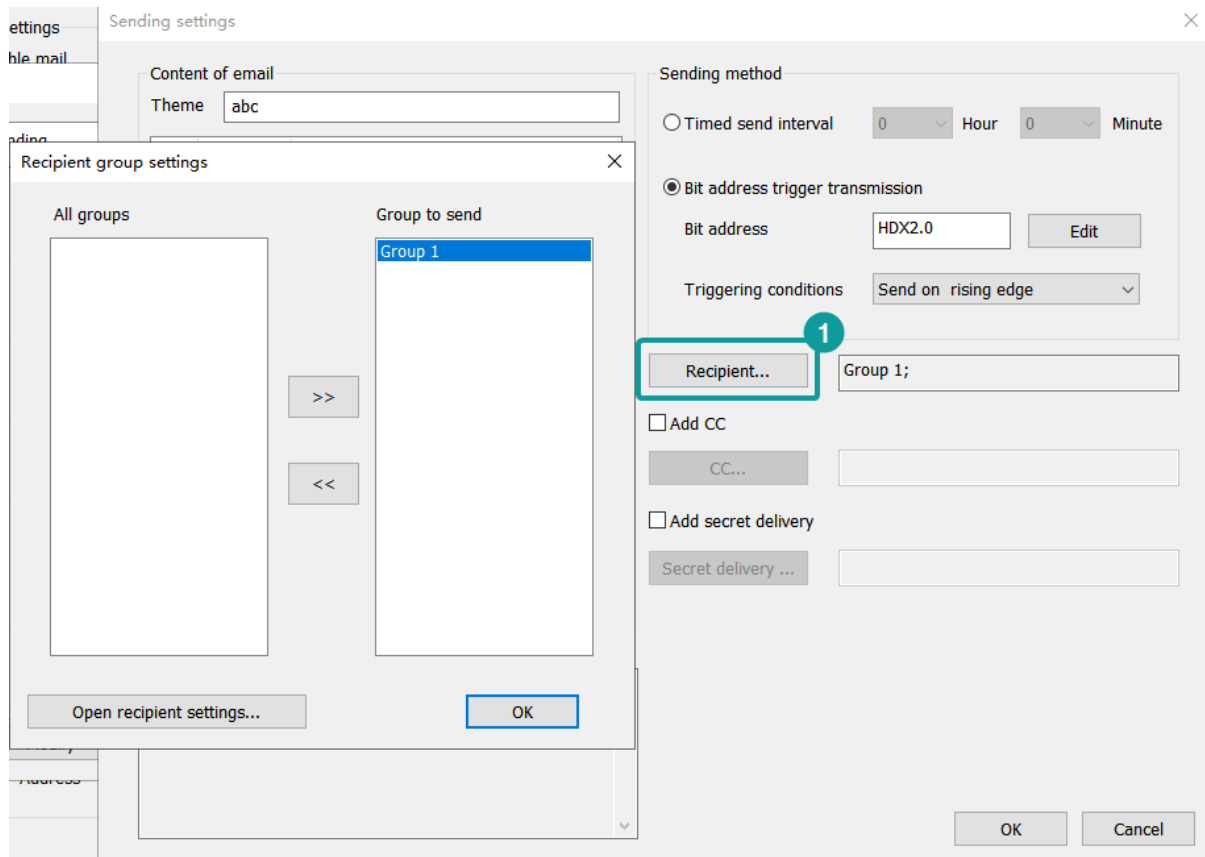 ettings
Sending settings
ble mail
Content of email
Theme
abc
Sending method
Timed send interval
0
Hour
0
Minute
Bit address trigger transmission
Bit address
HDX2.0
Edit
Triggering conditions
Send on rising edge
1
Recipient...
Group 1;
Add CC
CC...
Add secret delivery
Secret delivery ...
nding
Recipient group settings
All groups
Group to send
Group 1
>>
<<
Open recipient settings...
OK
Address
OK
Cancel